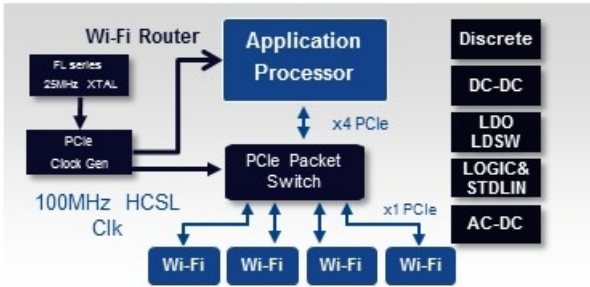 Wi-Fi Router
FL series
25MHz XTAL
PCIe
Clock Gen
100MHz HCSL
Clk
Application
Processor
x4 PCIe
PCIe Packet
Switch
x1 PCIe
Wi-Fi
Wi-Fi
Wi-Fi
Wi-Fi
Discrete
DC-DC
LDO
LDSW
LOGIC&
STDLIN
AC-DC